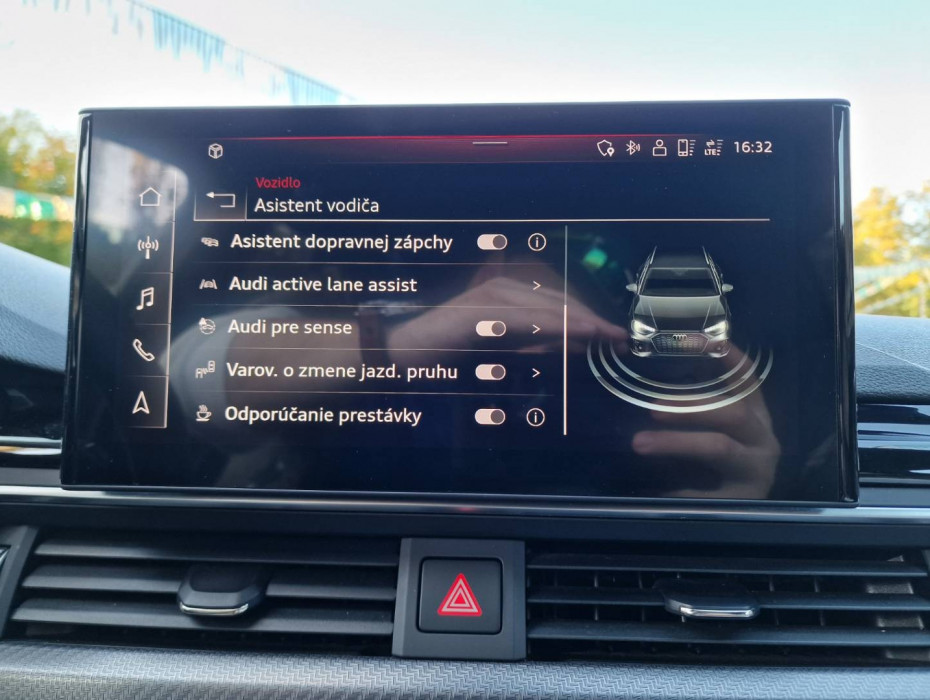 LTE 16:32
Vozidlo
Asistent vodiča
Asistent dopravnej zápchy
Audi active lane assist
Audi pre sense
Varov. o zmene jazd. pruhu
Odporúčanie prestávky